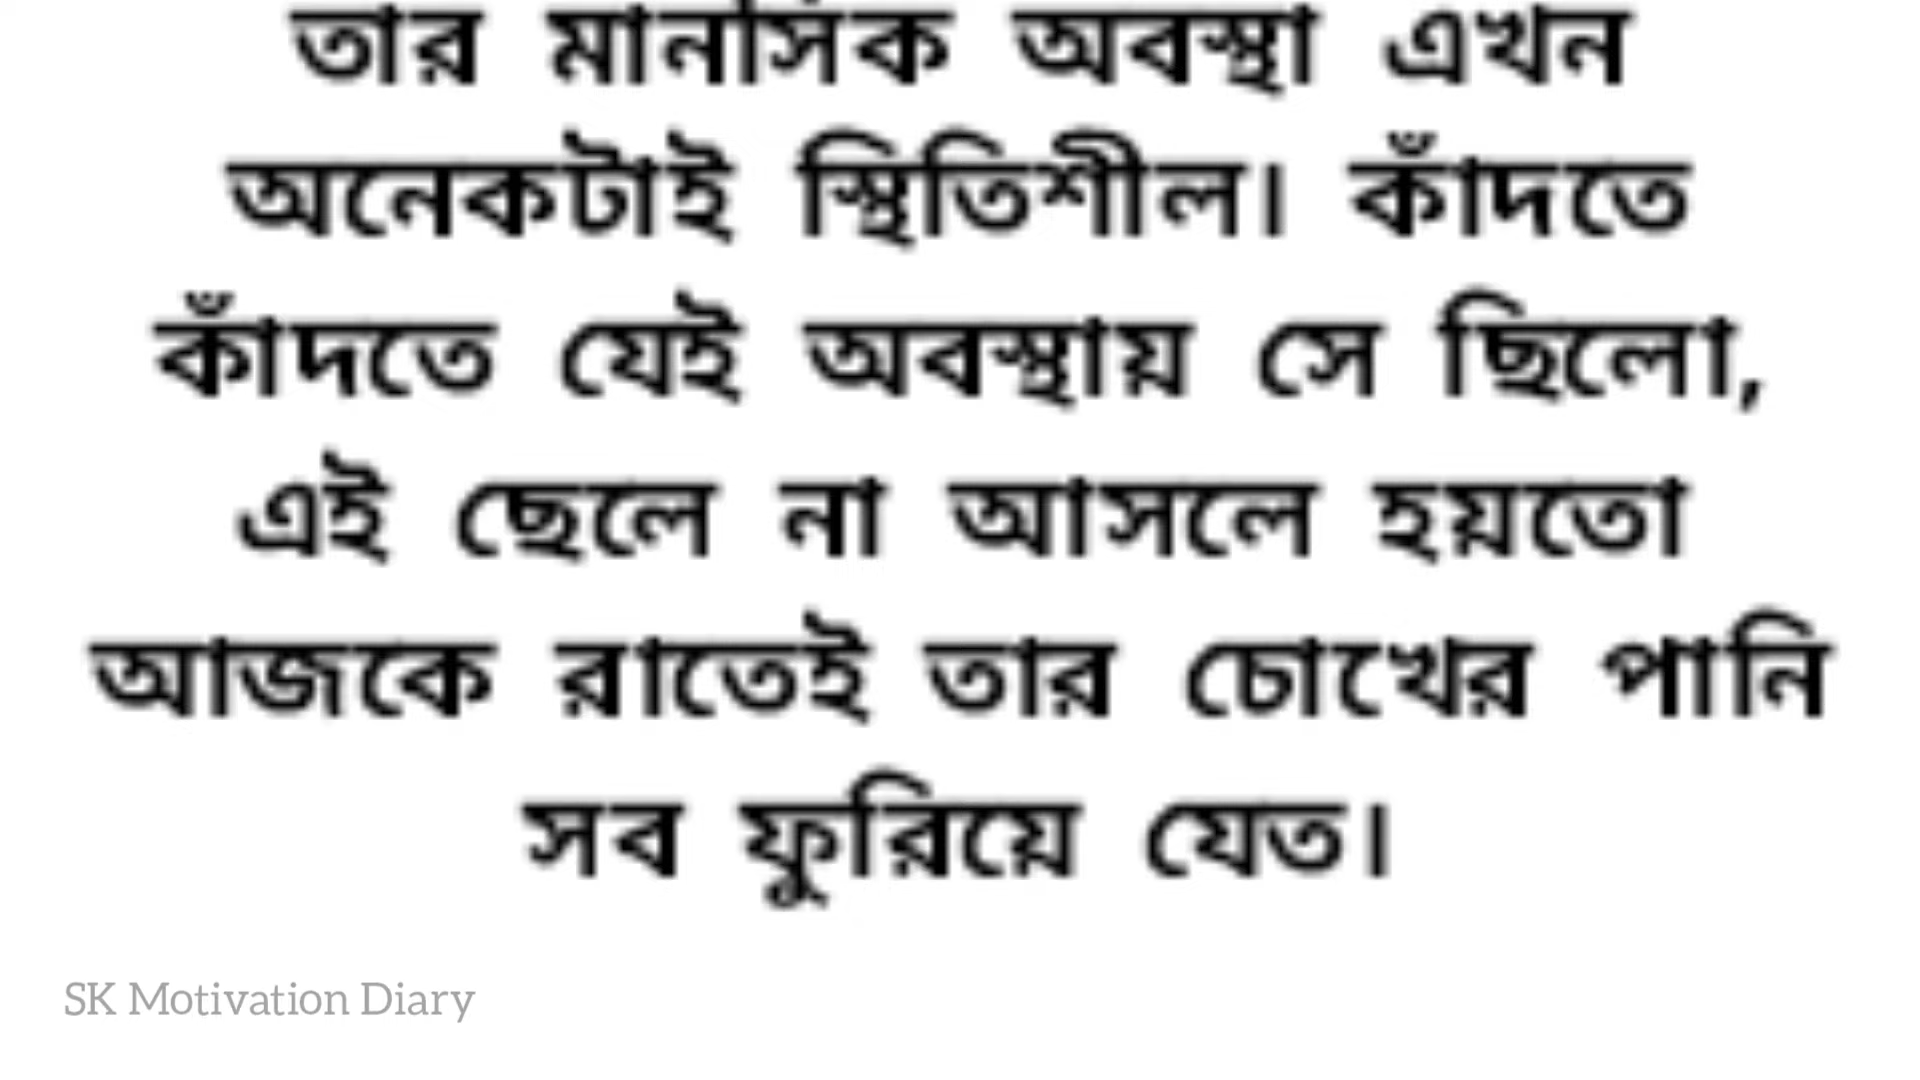 তার মানসিক অবস্থা এখন
অনেকটাই স্থিতিশীল। কাঁদতে
কাঁদতে যেই অবস্থায় সে ছিলো,
এই ছেলে না আসলে হয়তো
আজকে রাতেই তার চোখের পানি
সব ফুরিয়ে যেত।
SK Motivation Diary